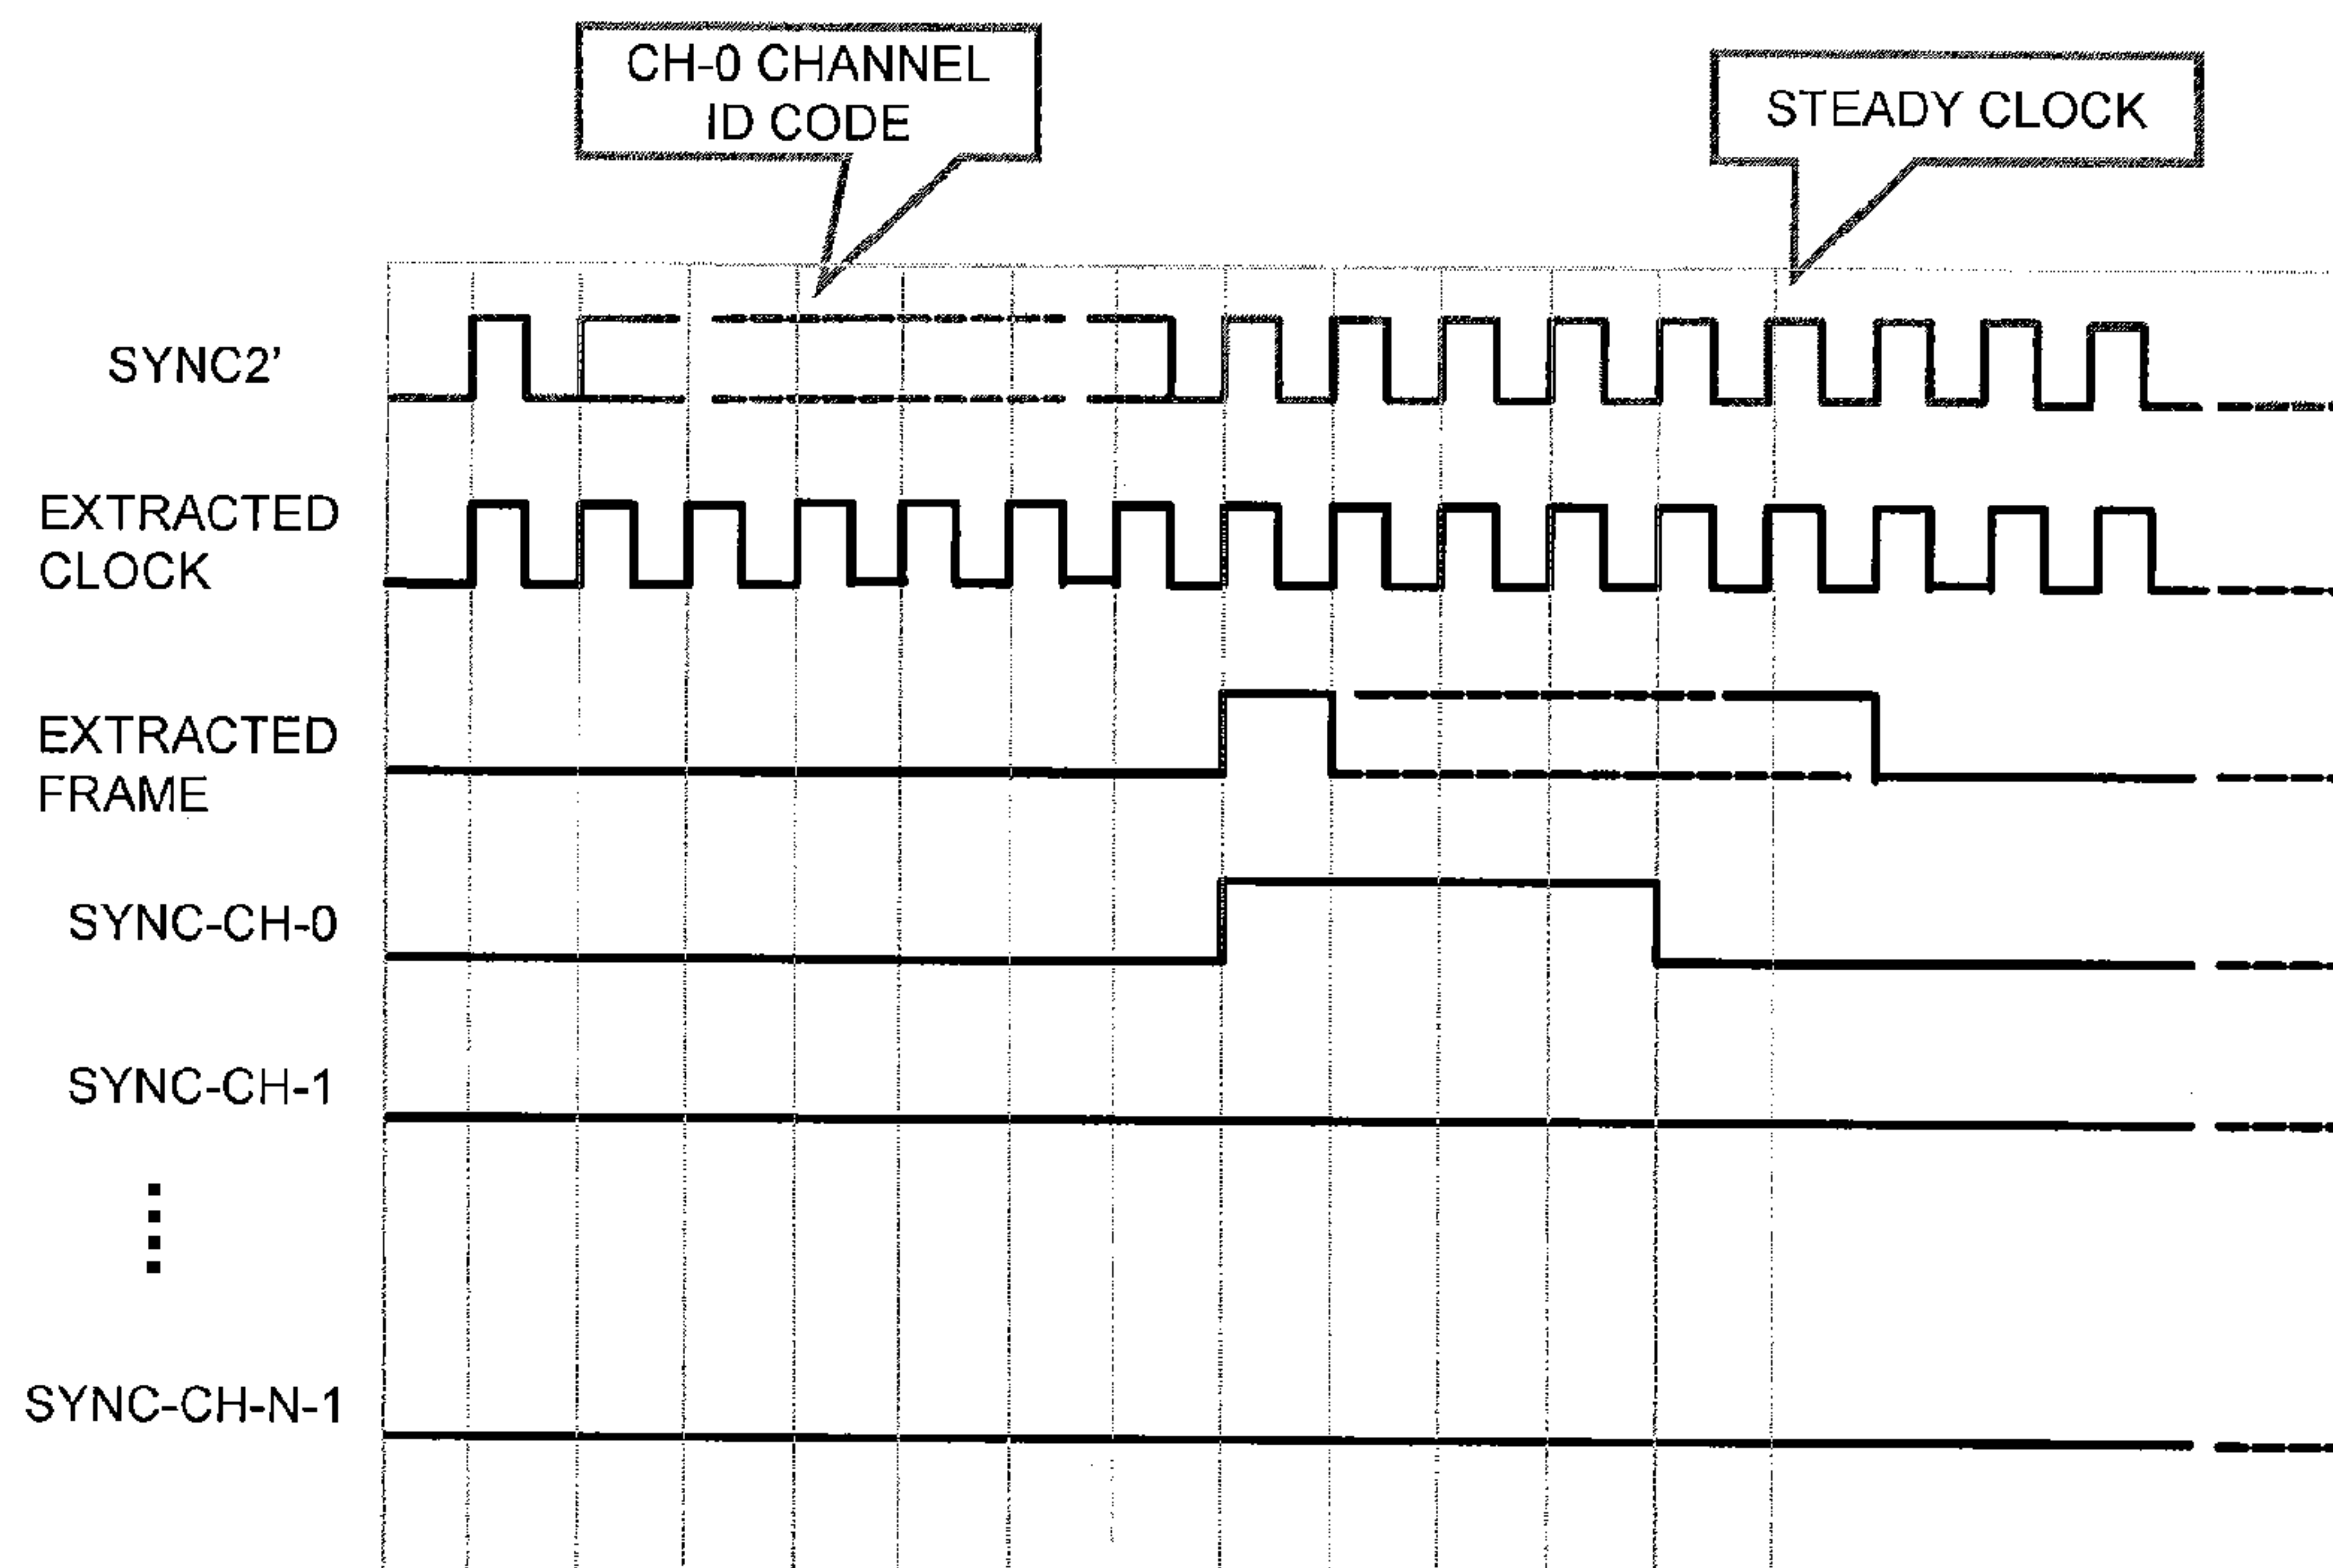 CH-0 CHANNEL
ID CODE
STEADY CLOCK
SYNC2'
EXTRACTED
CLOCK
EXTRACTED
FRAME
SYNC-CH-0
SYNC-CH-1
SYNC-CH-N-1